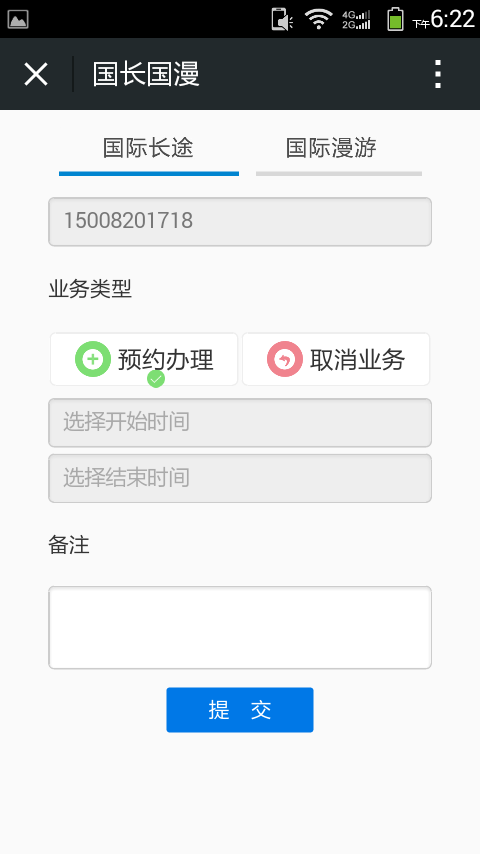 4G 2G 下午6:22
国长国漫
国际长途 国际漫游
15008201718
业务类型
预约办理 取消业务
选择开始时间
选择结束时间
备注
提 交